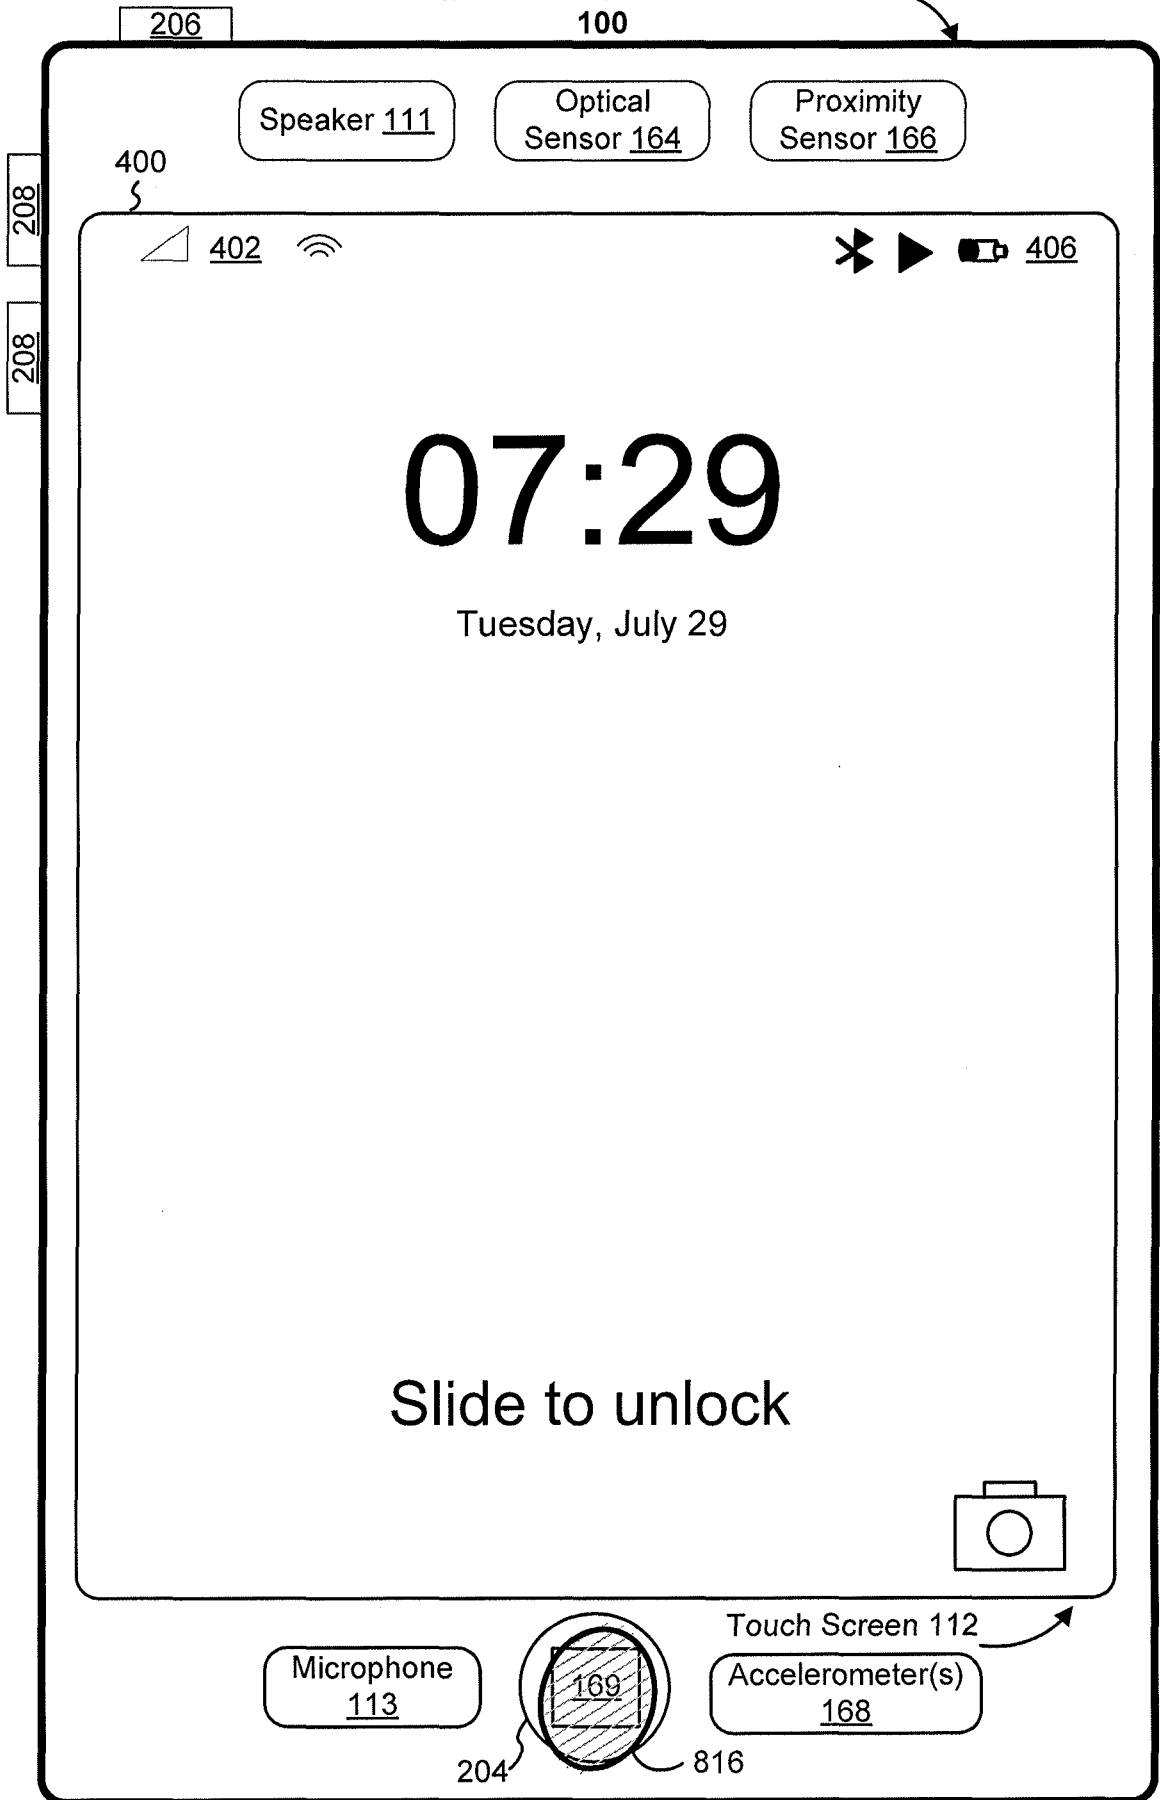 206
100
Speaker 111
Optical
Sensor 164
Proximity
Sensor 166
400
208
402
406
208
07:29
Tuesday, July 29
Slide to unlock
Touch Screen 112
Microphone
113
169
Accelerometer(s)
168
204
816